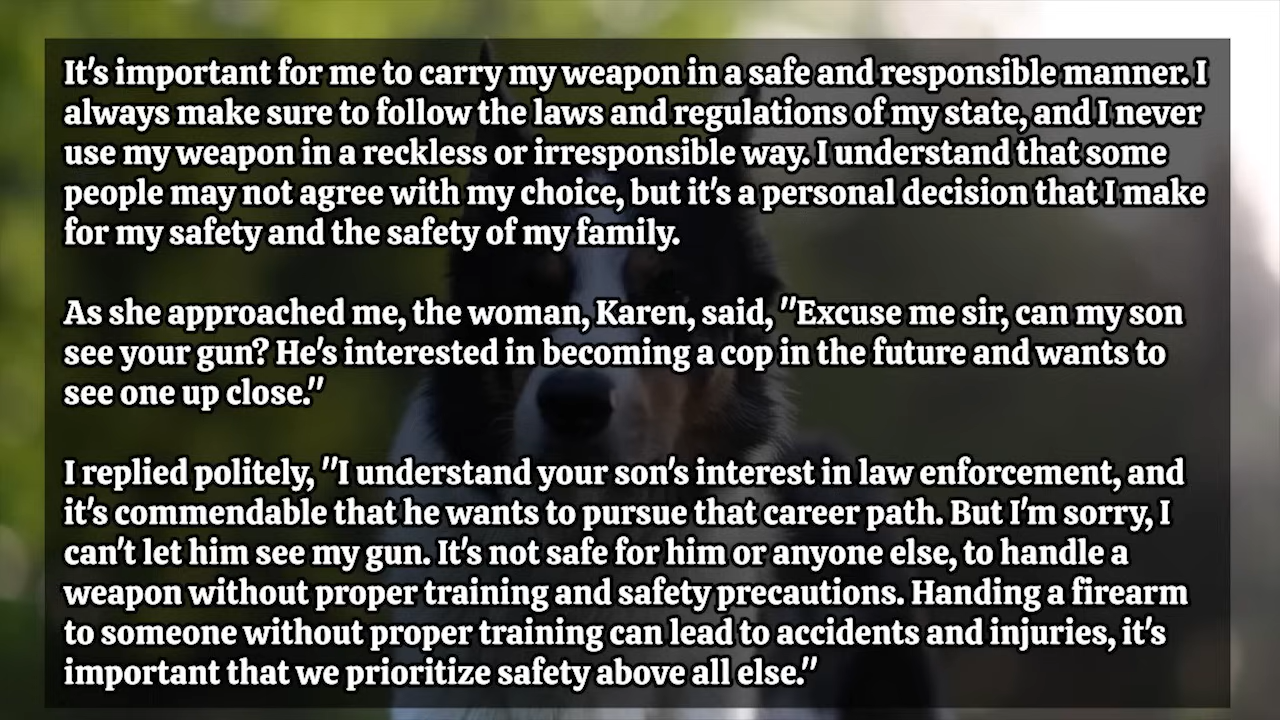 It's important for me to carry my weapon in a safe and responsible manner. I
always make sure to follow the laws and regulations of my state, and I never
use my weapon in a reckless or irresponsible way. I understand that some
people may not agree with my choice, but it's a personal decision that I make
for my safety and the safety of my family.
As she approached me, the woman, Karen, said, "Excuse me sir, can my son
see your gun? He's interested in becoming a cop in the future and wants to
see one up close."
I replied politely, "I understand your son's interest in law enforcement, and
it's commendable that he wants to pursue that career path. But I'm sorry, I
can't let him see my gun. It's not safe for him or anyone else, to handle a
weapon without proper training and safety precautions. Handing a firearm
to someone without proper training can lead to accidents and injuries, it's
important that we prioritize safety above all else."